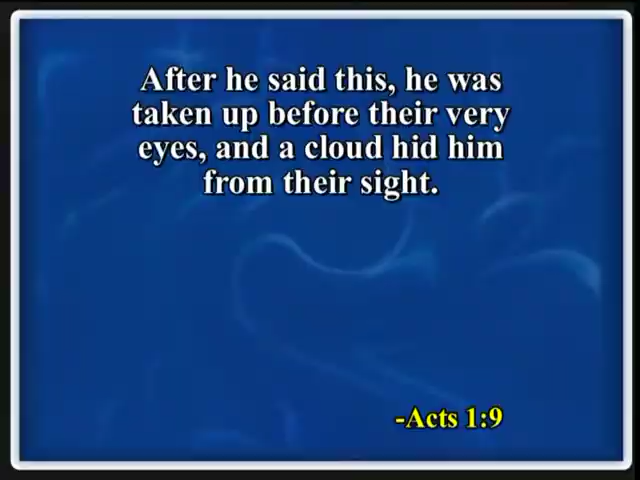 After he said this, he was
taken up before their very
eyes, and a cloud hid him
from their sight.
-Acts 1:9